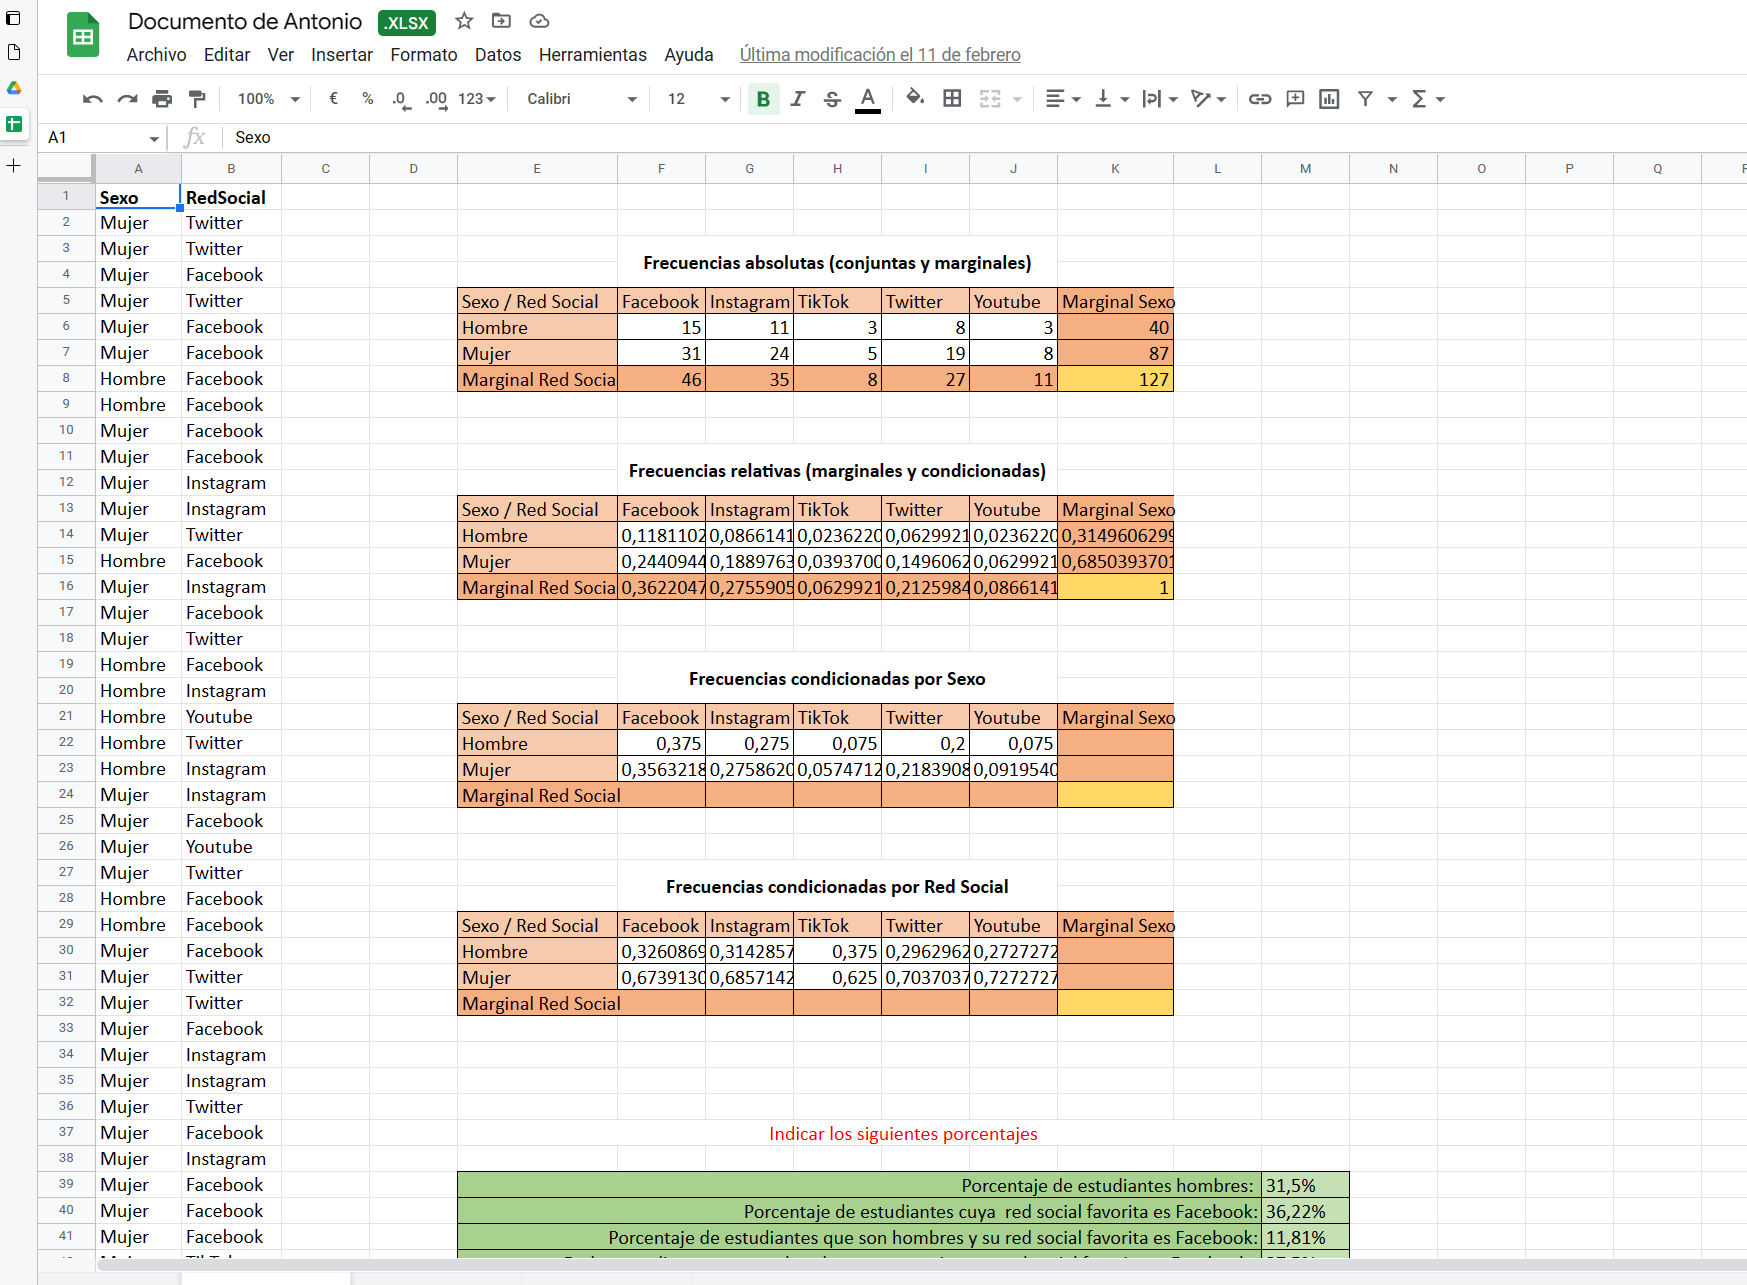 Documento de Antonio .XLSX
Archivo Editar Ver Insertar Formato Datos Herramientas Ayuda Última modificación el 11 de febrero
100% € % .0 .00 123 Calibri 12 B I S A
A1 fx Sexo
A B C D E F G H I J K L M N O P Q
1 Sexo RedSocial
2 Mujer Twitter
3 Mujer Twitter
Frecuencias absolutas (conjuntas y marginales)
4 Mujer Facebook
5 Mujer Twitter Sexo / Red Social Facebook Instagram TikTok Twitter Youtube Marginal Sexo
6 Mujer Facebook Hombre 15 11 3 8 3 40
7 Mujer Facebook Mujer 31 24 5 19 8 87
8 Hombre Facebook Marginal Red Socia 46 35 8 27 11 127
9 Hombre Facebook
10 Mujer Facebook
11 Mujer Facebook
Frecuencias relativas (marginales y condicionadas)
12 Mujer Instagram
13 Mujer Instagram Sexo / Red Social Facebook Instagram TikTok Twitter Youtube Marginal Sexo
14 Mujer Twitter Hombre 0,1181102 0,0866141 0,0236220 0,0629921 0,0236220 0,314960629
15 Hombre Facebook Mujer 0,2440944 0,1889763 0,0393700 0,1496062 0,0629921 0,685039370
16 Mujer Instagram Marginal Red Socia 0,3622047 0,2755905 0,0629921 0,2125984 0,0866141 1
17 Mujer Facebook
18 Mujer Twitter
19 Hombre Facebook
Frecuencias condicionadas por Sexo
20 Hombre Instagram
21 Hombre Youtube Sexo / Red Social Facebook Instagram TikTok Twitter Youtube Marginal Sexo
22 Hombre Twitter Hombre 0,375 0,275 0,075 0,2 0,075
23 Hombre Instagram Mujer 0,3563218 0,2758620 0,0574712 0,2183908 0,0919540
24 Mujer Instagram Marginal Red Social
25 Mujer Facebook
26 Mujer Youtube
27 Mujer Twitter
Frecuencias condicionadas por Red Social
28 Hombre Facebook
29 Hombre Facebook Sexo / Red Social Facebook Instagram TikTok Twitter Youtube Marginal Sexo
30 Mujer Facebook Hombre 0,3260869 0,3142857 0,375 0,2962962 0,2727272
31 Mujer Twitter Mujer 0,6739130 0,6857142 0,625 0,7037037 0,7272727
32 Mujer Twitter Marginal Red Social
33 Mujer Facebook
34 Mujer Instagram
35 Mujer Instagram
36 Mujer Twitter
37 Mujer Facebook Indicar los siguientes porcentajes
38 Mujer Instagram
39 Mujer Facebook Porcentaje de estudiantes hombres: 31,5%
40 Mujer Facebook Porcentaje de estudiantes cuya red social favorita es Facebook: 36,22%
41 Mujer Facebook Porcentaje de estudiantes que son hombres y su red social favorita es Facebook: 11,81%